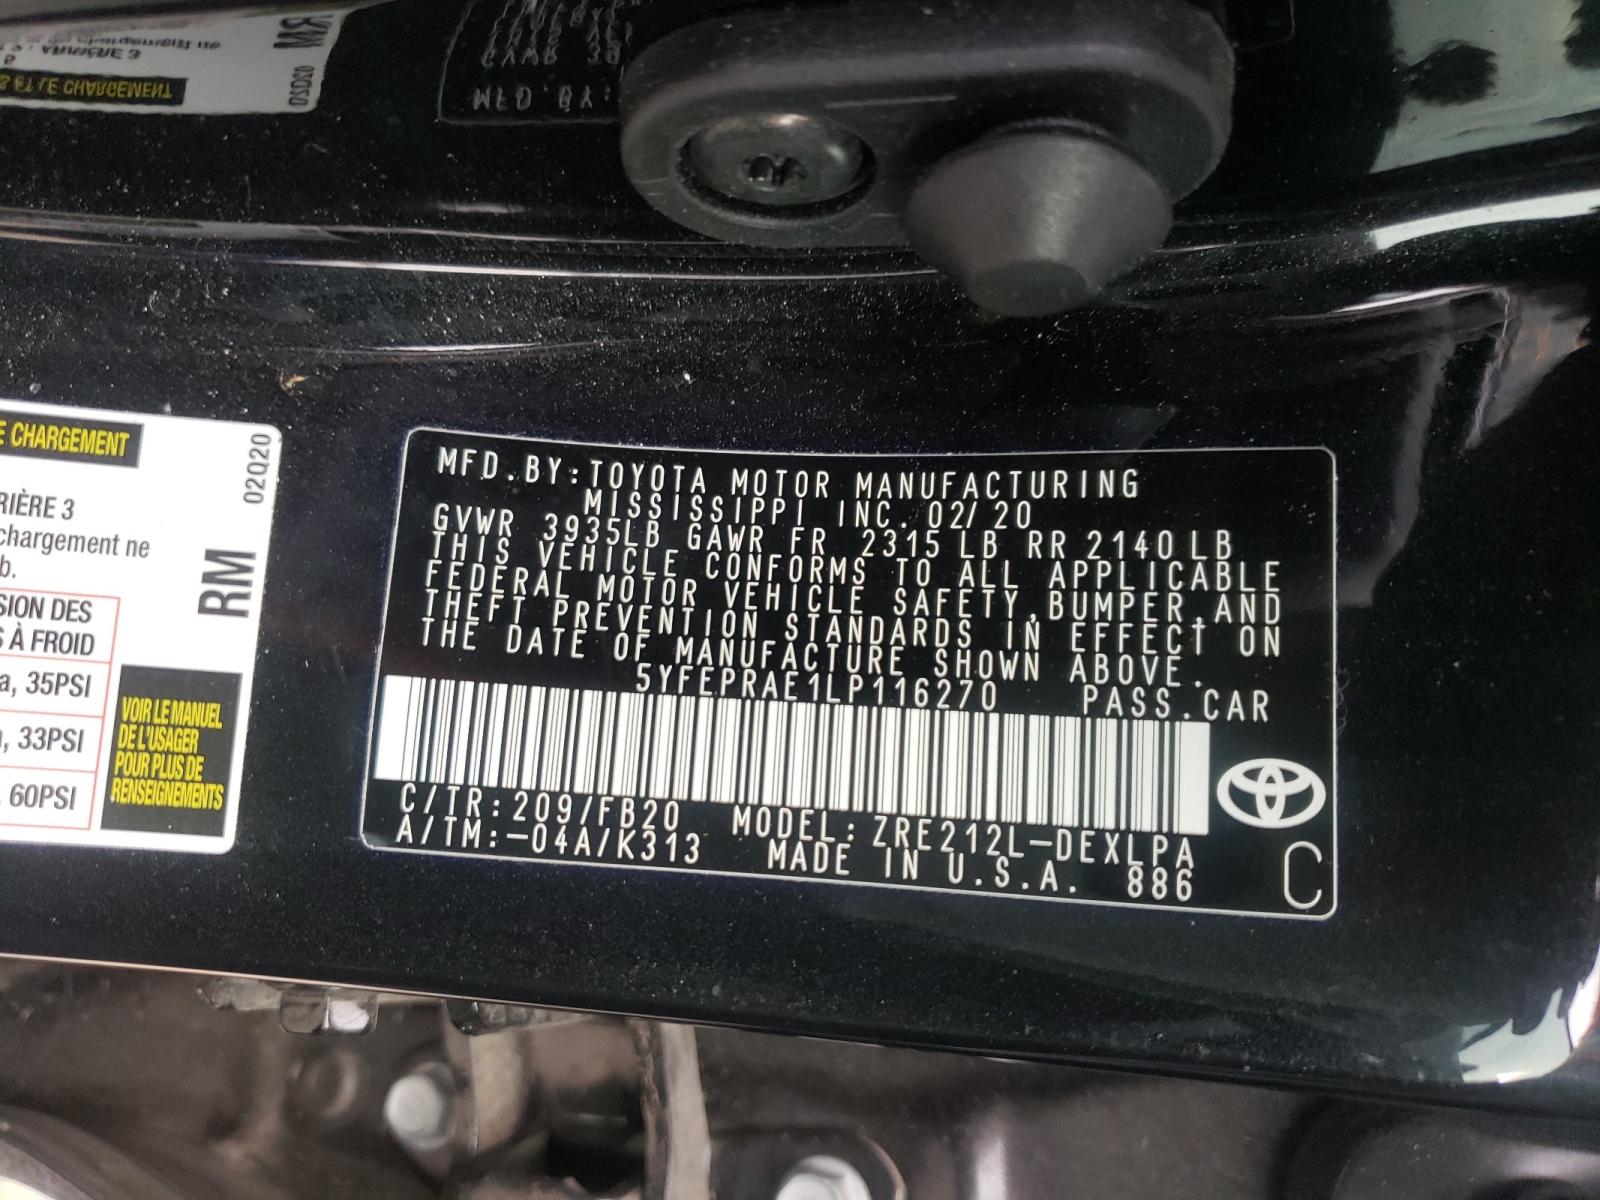 E CHARGEMENT
02Q20
RIÈRE 3
chargement ne
b.
RM
SION DES
S À FROID
a, 35PSI
, 33PSI
60PSI
VOIR LE MANUEL
DE L'USAGER
POUR PLUS DE
RENSEIGNEMENTS
MFD.BY:TOYOTA MOTOR MANUFACTURING
MISSISSIPPI INC. 02/20
GVWR 3935LB GAWR FR 2315LB RR 2140LB
THIS VEHICLE CONFORMS TO ALL APPLICABLE
FEDERAL MOTOR VEHICLE SAFETY,BUMPER,AND
THEFT PREVENTION STANDARDS IN EFFECT ON
THE DATE OF MANUFACTURE SHOWN ABOVE.
5YFEPRAE1LP116270 PASS.CAR
C/TR:209/FB20 MODEL:ZRE212L-DEXLPA
A/TM:-04A/K313 MADE IN U.S.A. 886
C